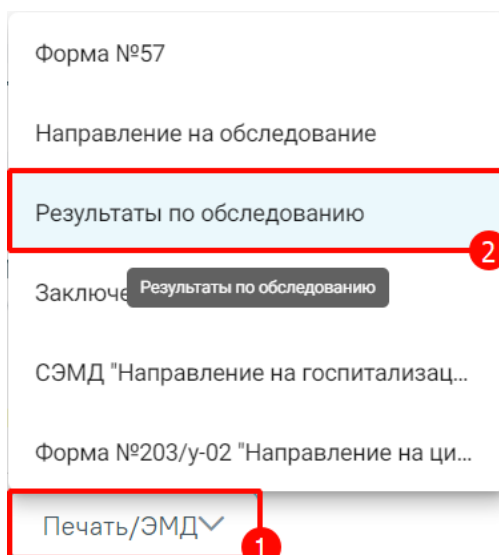 Форма №57
Направление на обследование
Результаты по обследованию
2
Заключе
Результаты по обследованию
СЭМД "Направление на госпитализац...
Форма №203/у-02 "Направление на ци...
Печать/ЭМД
1